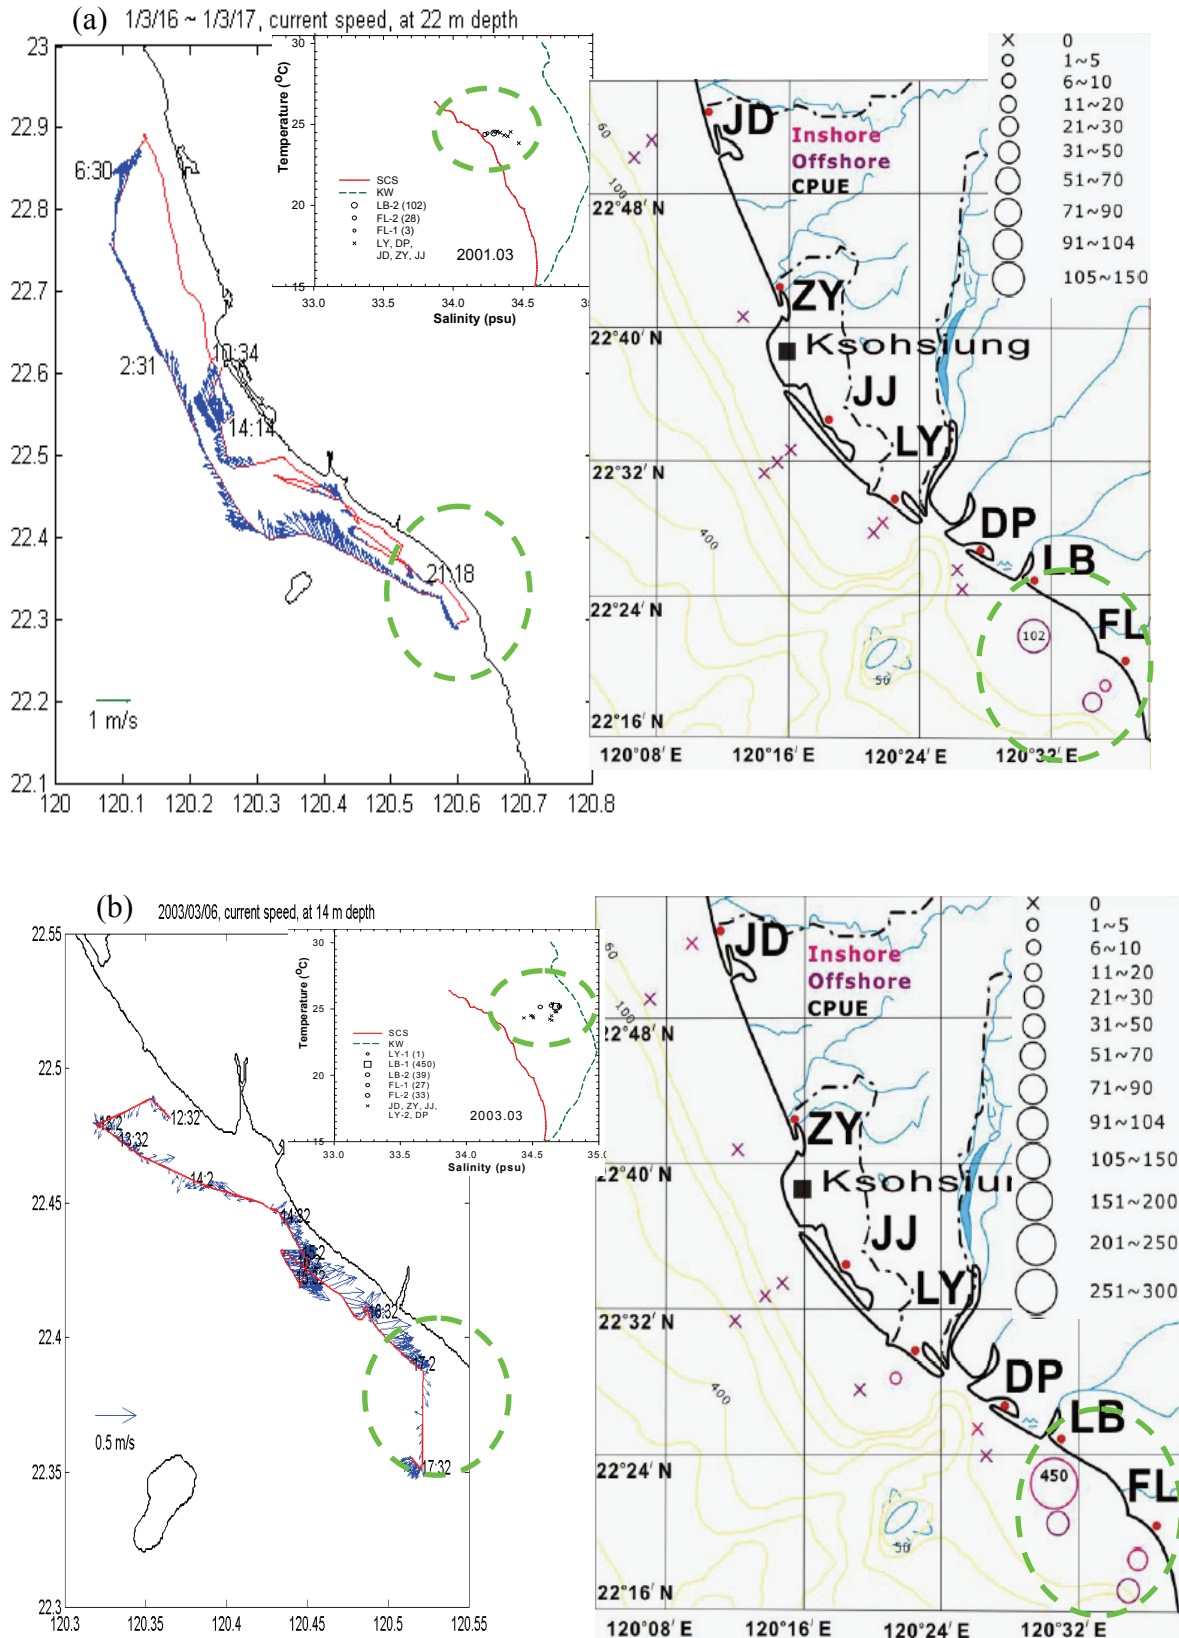 (a) 1/3/16 ~ 1/3/17, current speed, at 22 m depth
23
22.9
22.8
22.7
22.6
22.5
22.4
22.3
22.2
22.1
120 120.1 120.2 120.3 120.4 120.5 120.6 120.7 120.8
6:30
2:31
10:34
14:14
21:18
1 m/s
Temperature (°C)
30
25
20
15
SCS
KW
LB-2 (102)
FL-2 (28)
FL-1 (3)
LY, DP,
JD, ZY, JJ
2001.03
33.0 33.5 34.0 34.5 35
Salinity (psu)
0
1~5
6~10
11~20
21~30
31~50
51~70
71~90
91~104
105~150
JD
Inshore
Offshore
CPUE
60
100
22°48′ N
ZY
22°40′ N
Ksohsiung
JJ
LY
22°32′ N
400
DP
LB
22°24′ N
FL
102
50
22°16′ N
120°08′ E 120°16′ E 120°24′ E 120°32′ E
(b) 2003/03/06, current speed, at 14 m depth
22.55
22.5
22.45
22.4
22.35
22.3
120.3 120.35 120.4 120.45 120.5 120.55
12:32
13:2
13:32
14:2
14:32
15:2
15:32
16:32
17:2
17:32
0.5 m/s
Temperature (°C)
30
25
20
15
SCS
KW
LY-1 (1)
LB-1 (450)
LB-2 (39)
FL-1 (27)
FL-2 (33)
JD, ZY, JJ,
LY-2, DP
2003.03
33.0 33.5 34.0 34.5 35.0
Salinity (psu)
0
1~5
6~10
11~20
21~30
31~50
51~70
71~90
91~104
105~150
151~200
201~250
251~300
JD
Inshore
Offshore
CPUE
60
100
22°48′ N
ZY
22°40′ N
Ksohsiur
JJ
LY
22°32′ N
400
DP
LB
22°24′ N
450
FL
50
22°16′ N
120°08′ E 120°16′ E 120°24′ E 120°32′ E